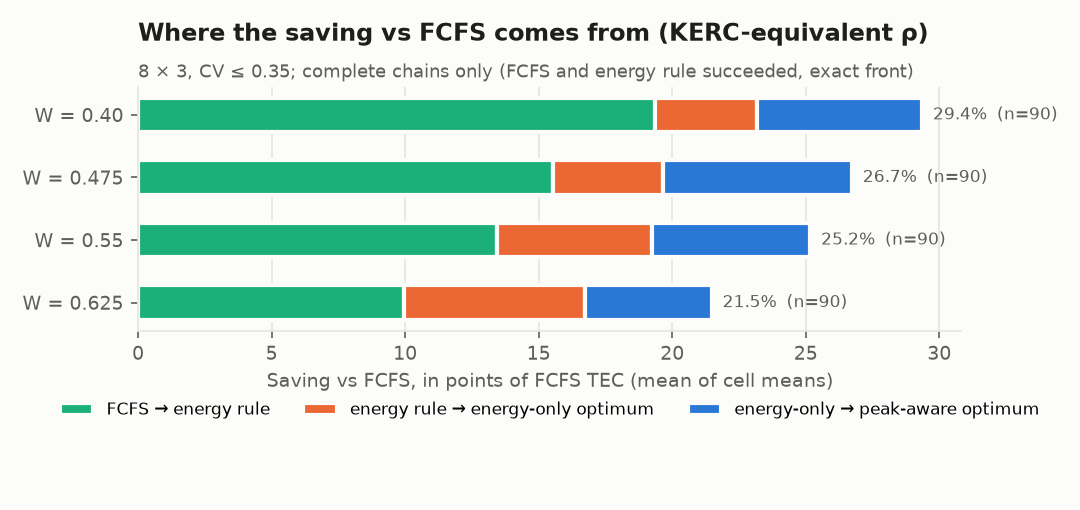 Where the saving vs FCFS comes from (KERC-equivalent ρ)
8 × 3, CV ≤ 0.35; complete chains only (FCFS and energy rule succeeded, exact front)
W = 0.40
29.4% (n=90)
W = 0.475
26.7% (n=90)
W = 0.55
25.2% (n=90)
W = 0.625
21.5% (n=90)
0 5 10 15 20 25 30
Saving vs FCFS, in points of FCFS TEC (mean of cell means)
FCFS → energy rule energy rule → energy-only optimum energy-only → peak-aware optimum